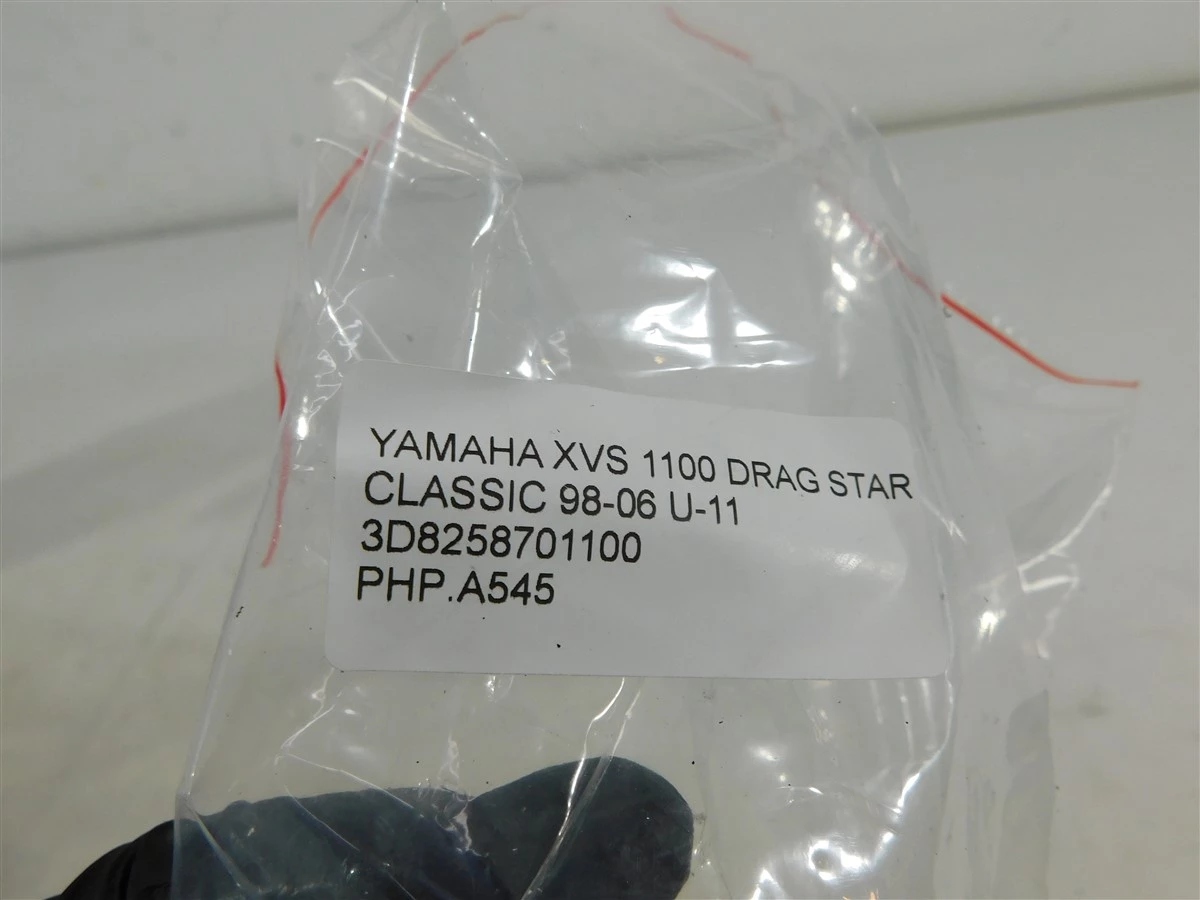 YAMAHA XVS 1100 DRAG STAR
CLASSIC 98-06 U-11
3D8258701100
PHP.A545